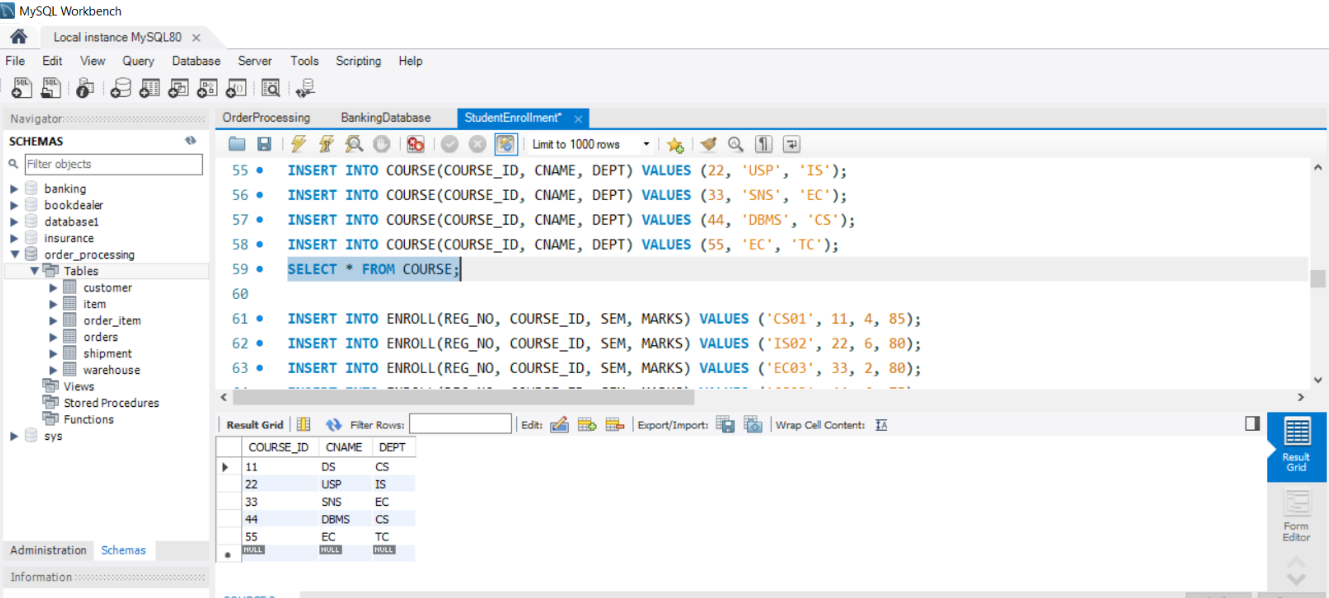 MySQL Workbench
Local instance MySQL80 ×
File Edit View Query Database Server Tools Scripting Help
Navigator
SCHEMAS
Filter objects
banking
bookdealer
database1
insurance
order_processing
Tables
customer
item
order_item
orders
shipment
warehouse
Views
Stored Procedures
Functions
sys
Administration Schemas
Information
OrderProcessing BankingDatabase StudentEnrollment* ×
Limit to 1000 rows
55 INSERT INTO COURSE(COURSE_ID, CNAME, DEPT) VALUES (22, 'USP', 'IS');
56 INSERT INTO COURSE(COURSE_ID, CNAME, DEPT) VALUES (33, 'SNS', 'EC');
57 INSERT INTO COURSE(COURSE_ID, CNAME, DEPT) VALUES (44, 'DBMS', 'CS');
58 INSERT INTO COURSE(COURSE_ID, CNAME, DEPT) VALUES (55, 'EC', 'TC');
59 SELECT * FROM COURSE;
60
61 INSERT INTO ENROLL(REG_NO, COURSE_ID, SEM, MARKS) VALUES ('CS01', 11, 4, 85);
62 INSERT INTO ENROLL(REG_NO, COURSE_ID, SEM, MARKS) VALUES ('IS02', 22, 6, 80);
63 INSERT INTO ENROLL(REG_NO, COURSE_ID, SEM, MARKS) VALUES ('EC03', 33, 2, 80);
Result Grid Filter Rows: Edit: Export/Import: Wrap Cell Content:
COURSE_ID CNAME DEPT
11 DS CS
22 USP IS
33 SNS EC
44 DBMS CS
55 EC TC
NULL NULL NULL
Result
Grid
Form
Editor